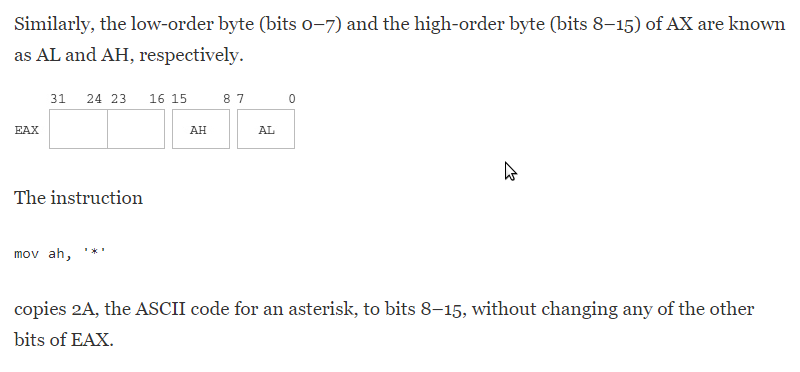 Similarly, the low-order byte (bits 0–7) and the high-order byte (bits 8–15) of AX are known
as AL and AH, respectively.
31 24 23 16 15 8 7 0
EAX AH AL
The instruction
mov ah, '*'
copies 2A, the ASCII code for an asterisk, to bits 8–15, without changing any of the other
bits of EAX.